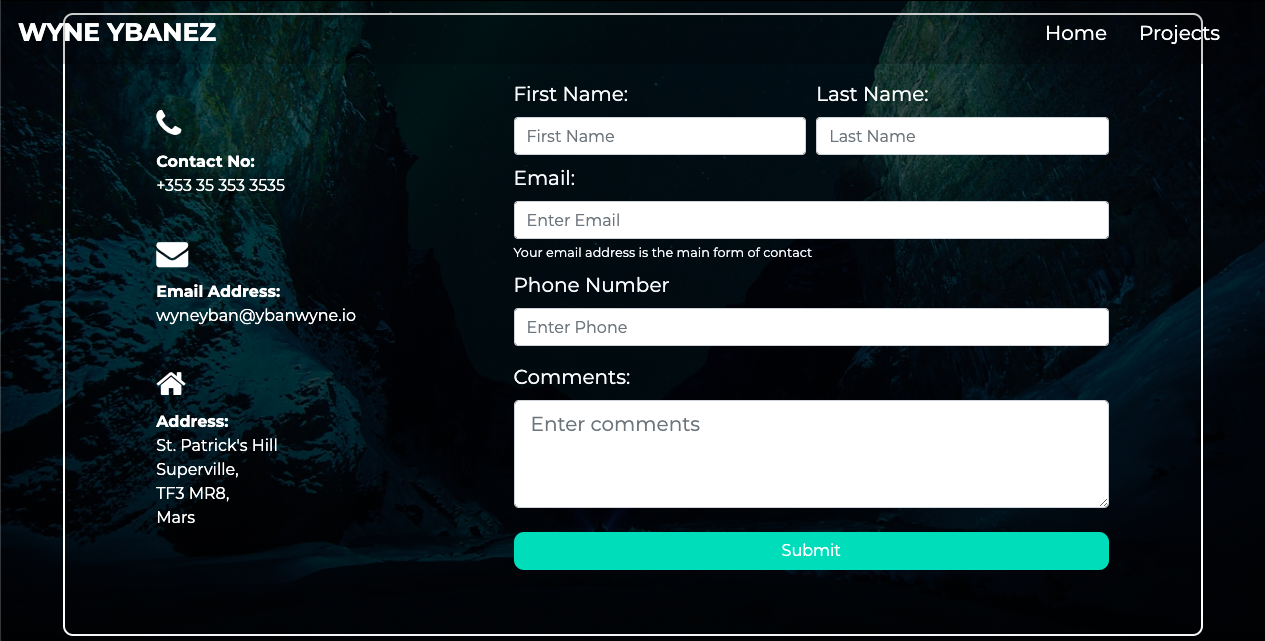 WYNE YBANEZ
Home Projects
Contact No:
+353 35 353 3535
Email Address:
wyneyban@ybanwyne.io
Address:
St. Patrick's Hill
Superville,
TF3 MR8,
Mars
First Name: Last Name:
First Name Last Name
Email:
Enter Email
Your email address is the main form of contact
Phone Number
Enter Phone
Comments:
Enter comments
Submit